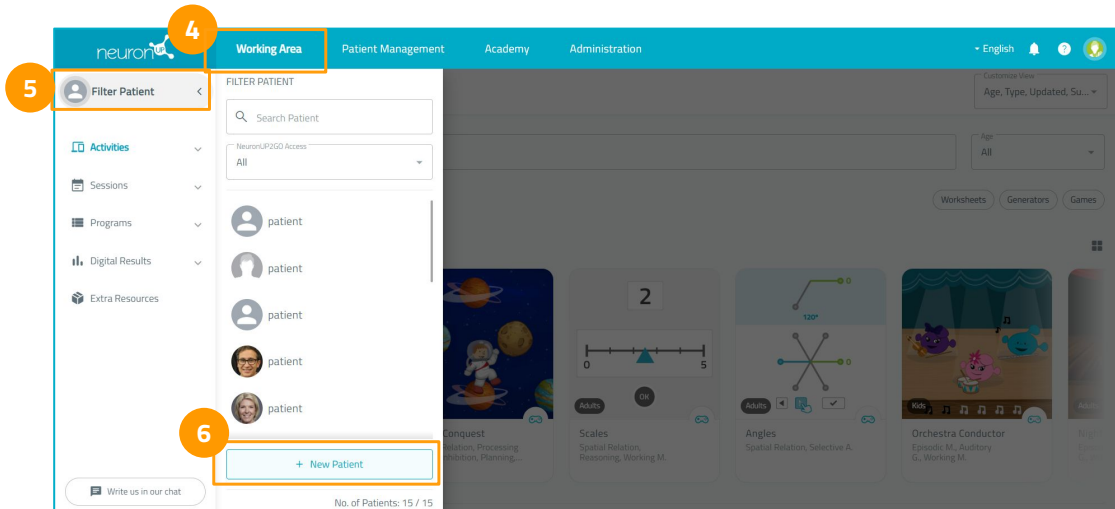 4
neuronUP
Working Area
Patient Management
Academy
Administration
English
?
5
Filter Patient
FILTER PATIENT
Search Patient
NeuronUP2GO Access
All
Activities
Sessions
Programs
Digital Results
Extra Resources
Write us in our chat
patient
patient
patient
patient
patient
6
+ New Patient
No. of Patients: 15 / 15
Customise View
Age, Type, Updated, Su...
Age
All
Worksheets
Generators
Games
Conquest
Relation, Processing
Inhibition, Planning, ...
2
0
5
OK
Adults
Scales
Spatial Relation,
Reasoning, Working M.
0
120°
0
Adults
Angles
Spatial Relation, Selective A.
Kids
Orchestra Conductor
Episodic M., Auditory
G., Working M.